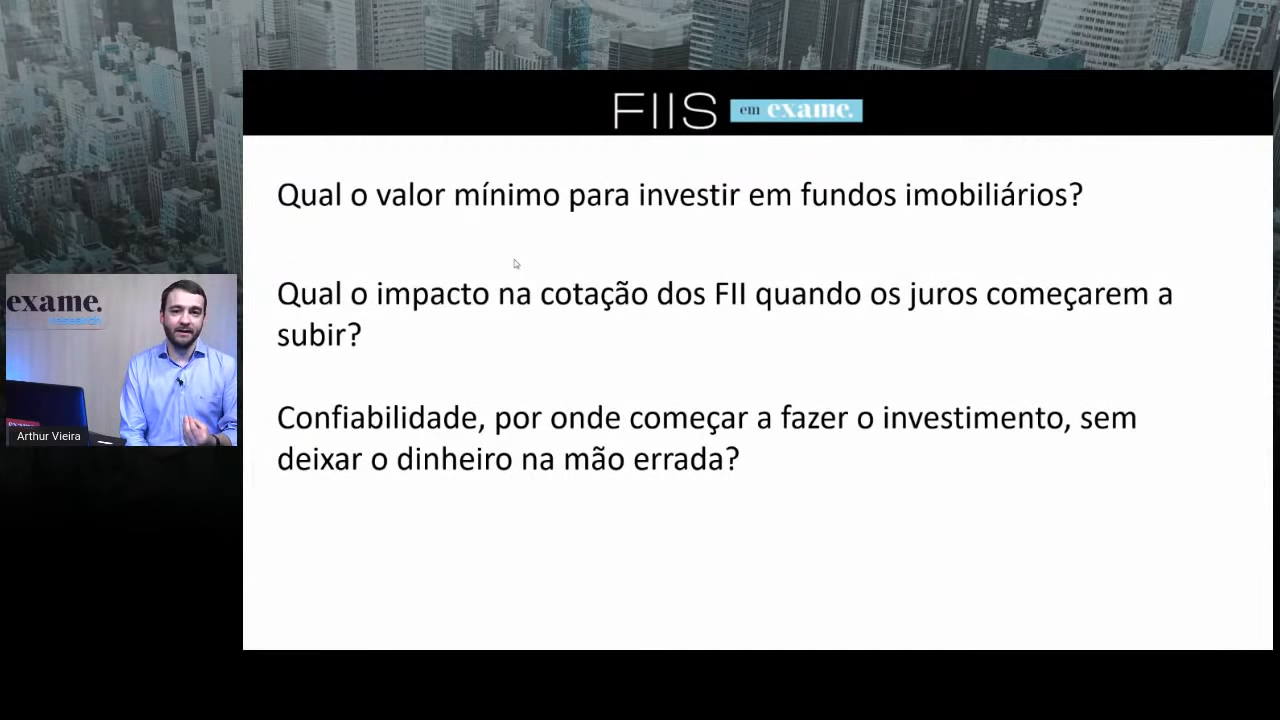 FIIS em exame.
Qual o valor mínimo para investir em fundos imobiliários?
Qual o impacto na cotação dos FII quando os juros começarem a
subir?
Confiabilidade, por onde começar a fazer o investimento, sem
deixar o dinheiro na mão errada?
exame.
research
Arthur Vieira